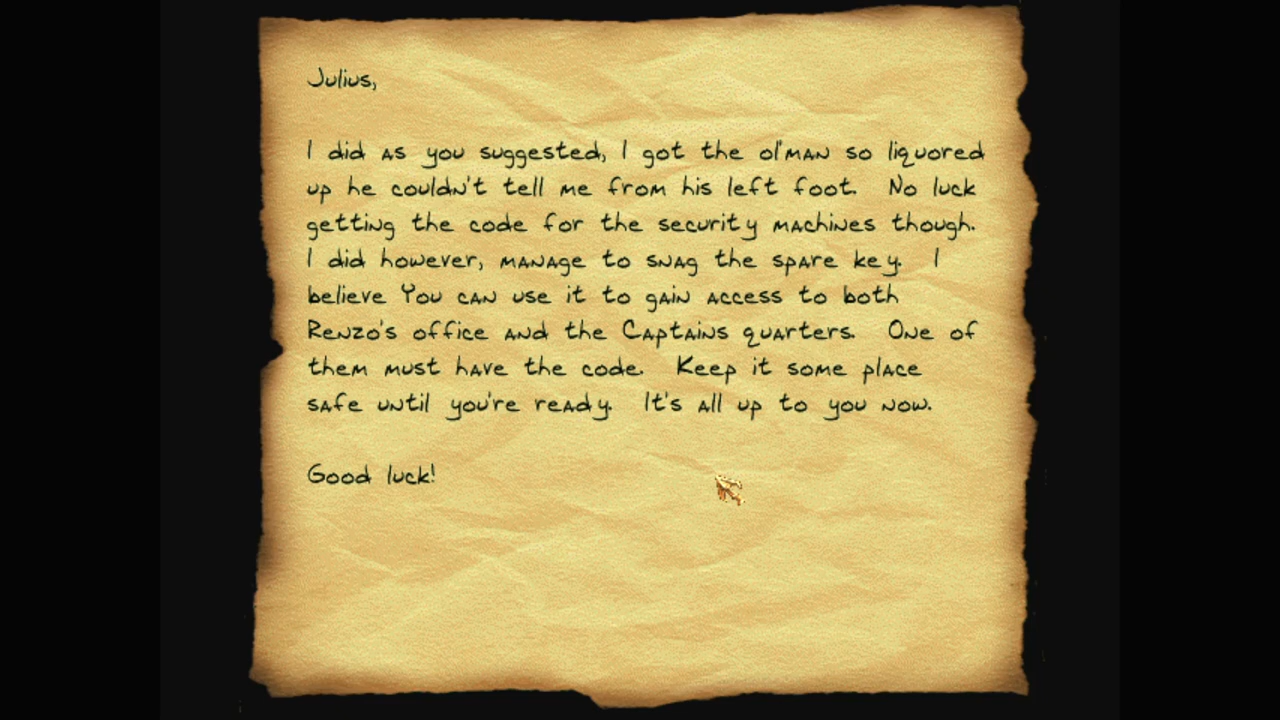 Julius,
I did as you suggested, I got the ol'man so liquored
up he couldn't tell me from his left foot. No luck
getting the code for the security machines though.
I did however, manage to snag the spare key. I
believe You can use it to gain access to both
Renzo's office and the Captains quarters. One of
them must have the code. Keep it some place
safe until you're ready. It's all up to you now.
Good luck!